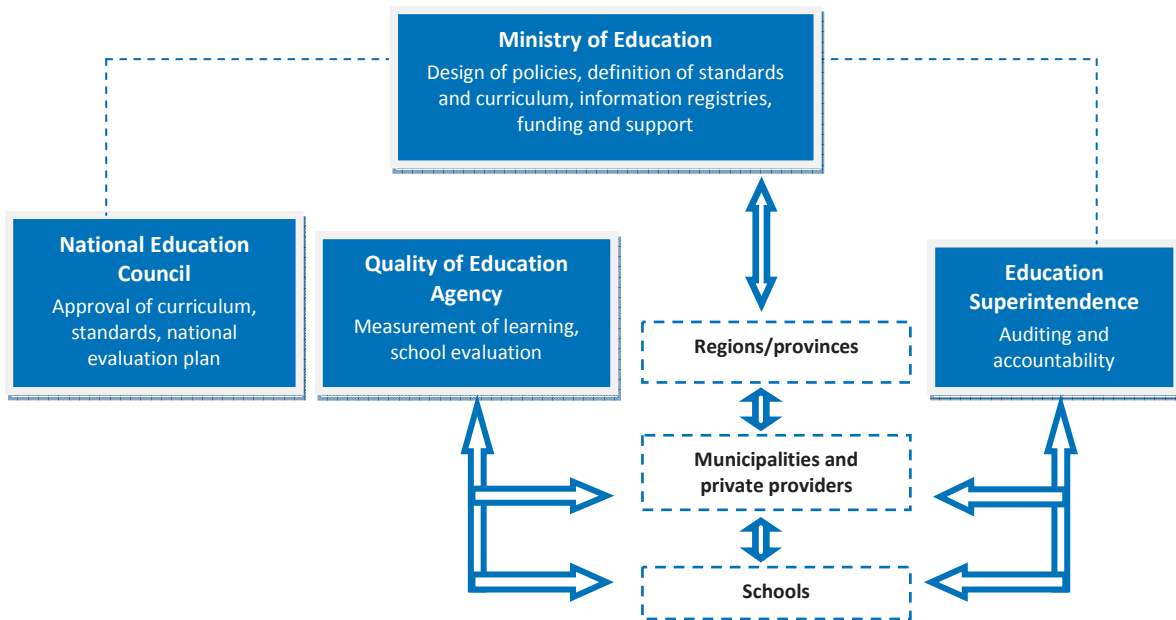 Ministry of Education
Design of policies, definition of standards
and curriculum, information registries,
funding and support
National Education
Council
Approval of curriculum,
standards, national
evaluation plan
Quality of Education
Agency
Measurement of learning,
school evaluation
Education
Superintendence
Auditing and
accountability
Regions/provinces
Municipalities and
private providers
Schools